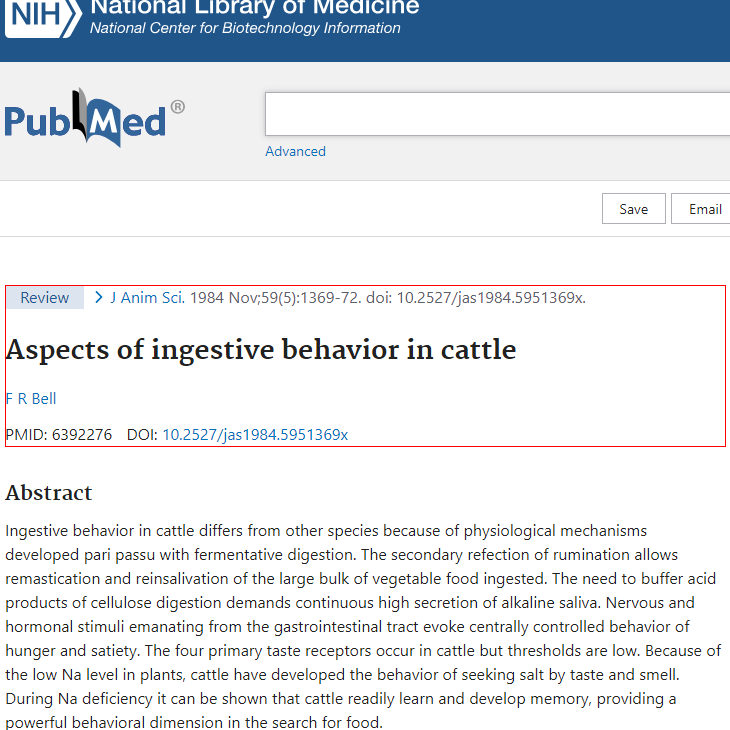 NIH National Library of Medicine
National Center for Biotechnology Information
PubMed®
Advanced
Save Email
Review > J Anim Sci. 1984 Nov;59(5):1369-72. doi: 10.2527/jas1984.5951369x.
Aspects of ingestive behavior in cattle
F R Bell
PMID: 6392276 DOI: 10.2527/jas1984.5951369x
Abstract
Ingestive behavior in cattle differs from other species because of physiological mechanisms
developed pari passu with fermentative digestion. The secondary refection of rumination allows
remastication and reinsalivation of the large bulk of vegetable food ingested. The need to buffer acid
products of cellulose digestion demands continuous high secretion of alkaline saliva. Nervous and
hormonal stimuli emanating from the gastrointestinal tract evoke centrally controlled behavior of
hunger and satiety. The four primary taste receptors occur in cattle but thresholds are low. Because of
the low Na level in plants, cattle have developed the behavior of seeking salt by taste and smell.
During Na deficiency it can be shown that cattle readily learn and develop memory, providing a
powerful behavioral dimension in the search for food.